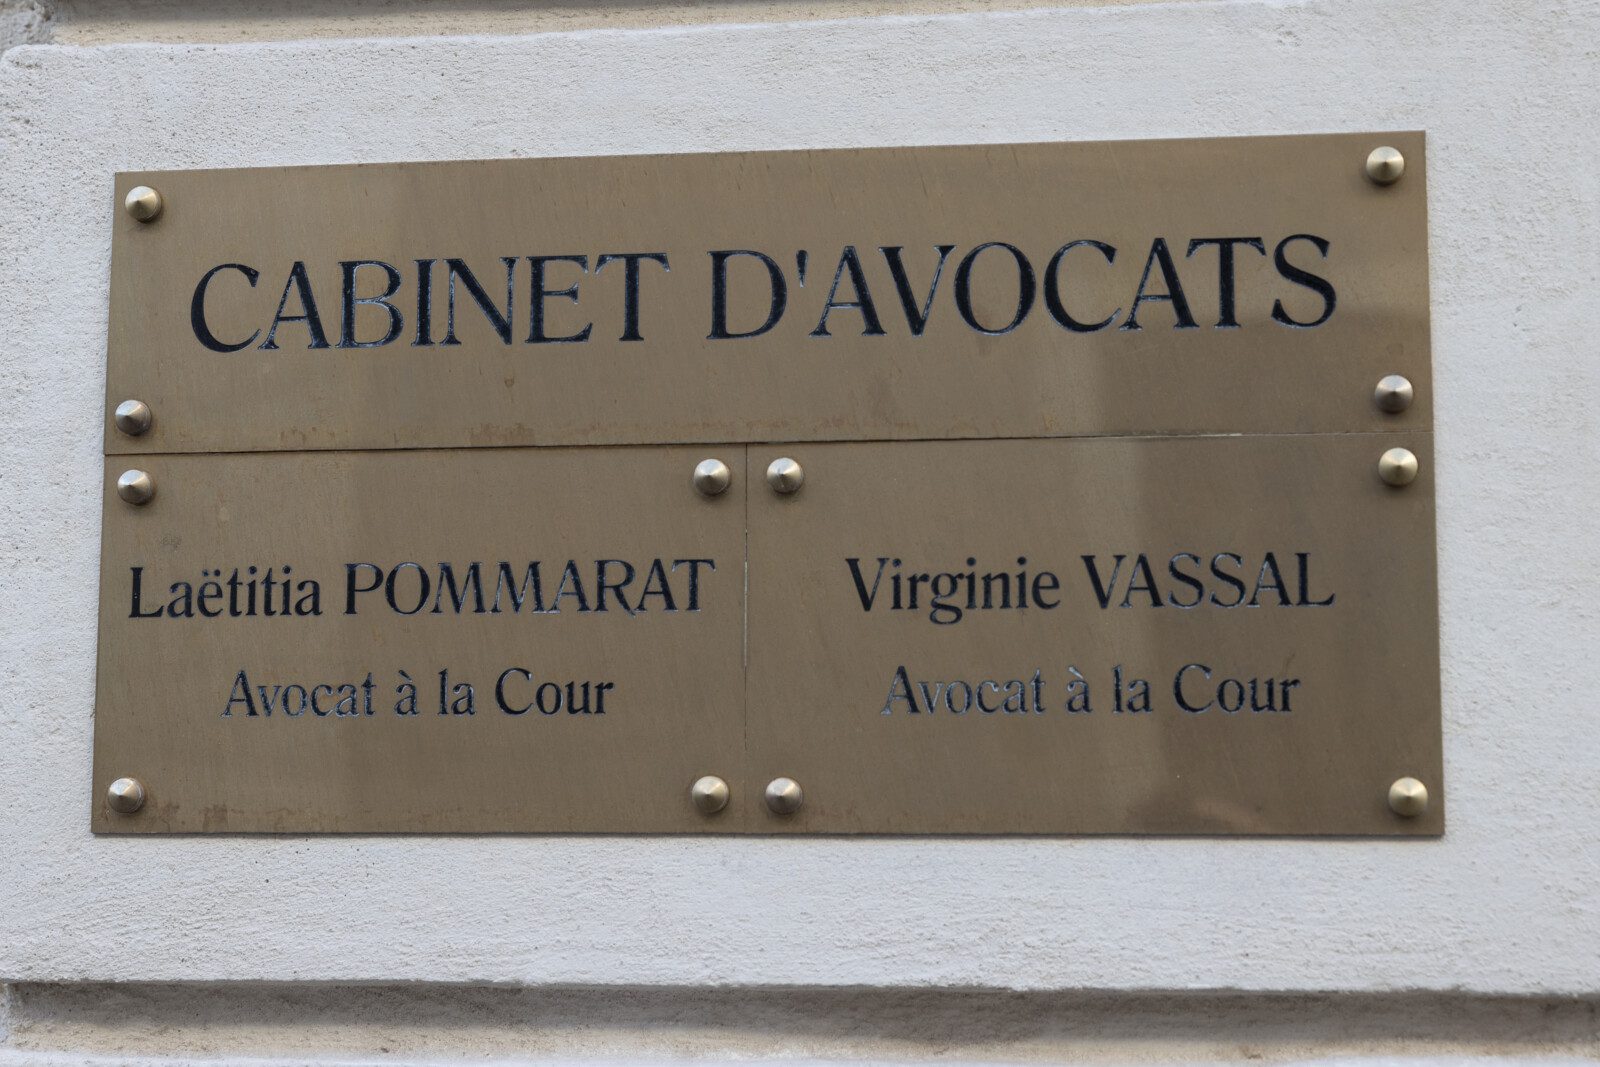 CABINET D'AVOCATS
Laëtitia POMMARAT
Avocat à la Cour
Virginie VASSAL
Avocat à la Cour